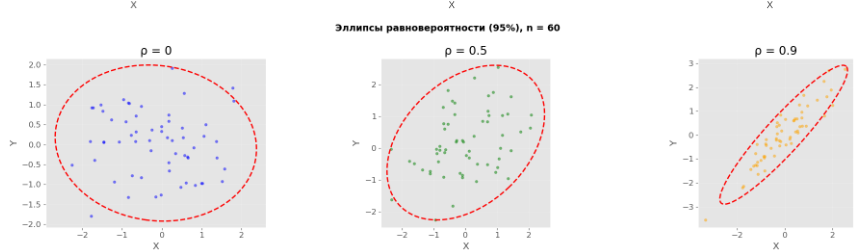 X X X
Эллипсы равновероятности (95%), n = 60
ρ = 0 ρ = 0.5 ρ = 0.9
Y
2.0
1.5
1.0
0.5
0.0
−0.5
−1.0
−1.5
−2.0
−2 −1 0 1 2
X
Y
2
1
0
−1
−2
−2 −1 0 1 2
X
Y
3
2
1
0
−1
−2
−3
−2 0 2
X